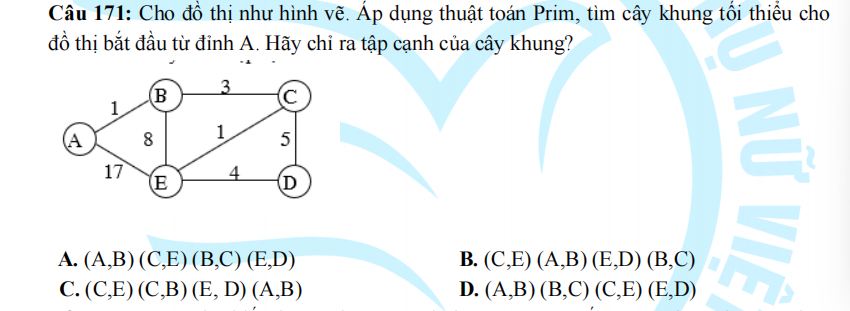 Câu 171: Cho đồ thị như hình vẽ. Áp dụng thuật toán Prim, tìm cây khung tối thiểu cho
đồ thị bắt đầu từ đỉnh A. Hãy chỉ ra tập cạnh của cây khung?
B 3 C
1
A 8 1 5
17 4
E D
A. (A,B) (C,E) (B,C) (E,D) B. (C,E) (A,B) (E,D) (B,C)
C. (C,E) (C,B) (E, D) (A,B) D. (A,B) (B,C) (C,E) (E,D)
Ụ NỮ VIỆ